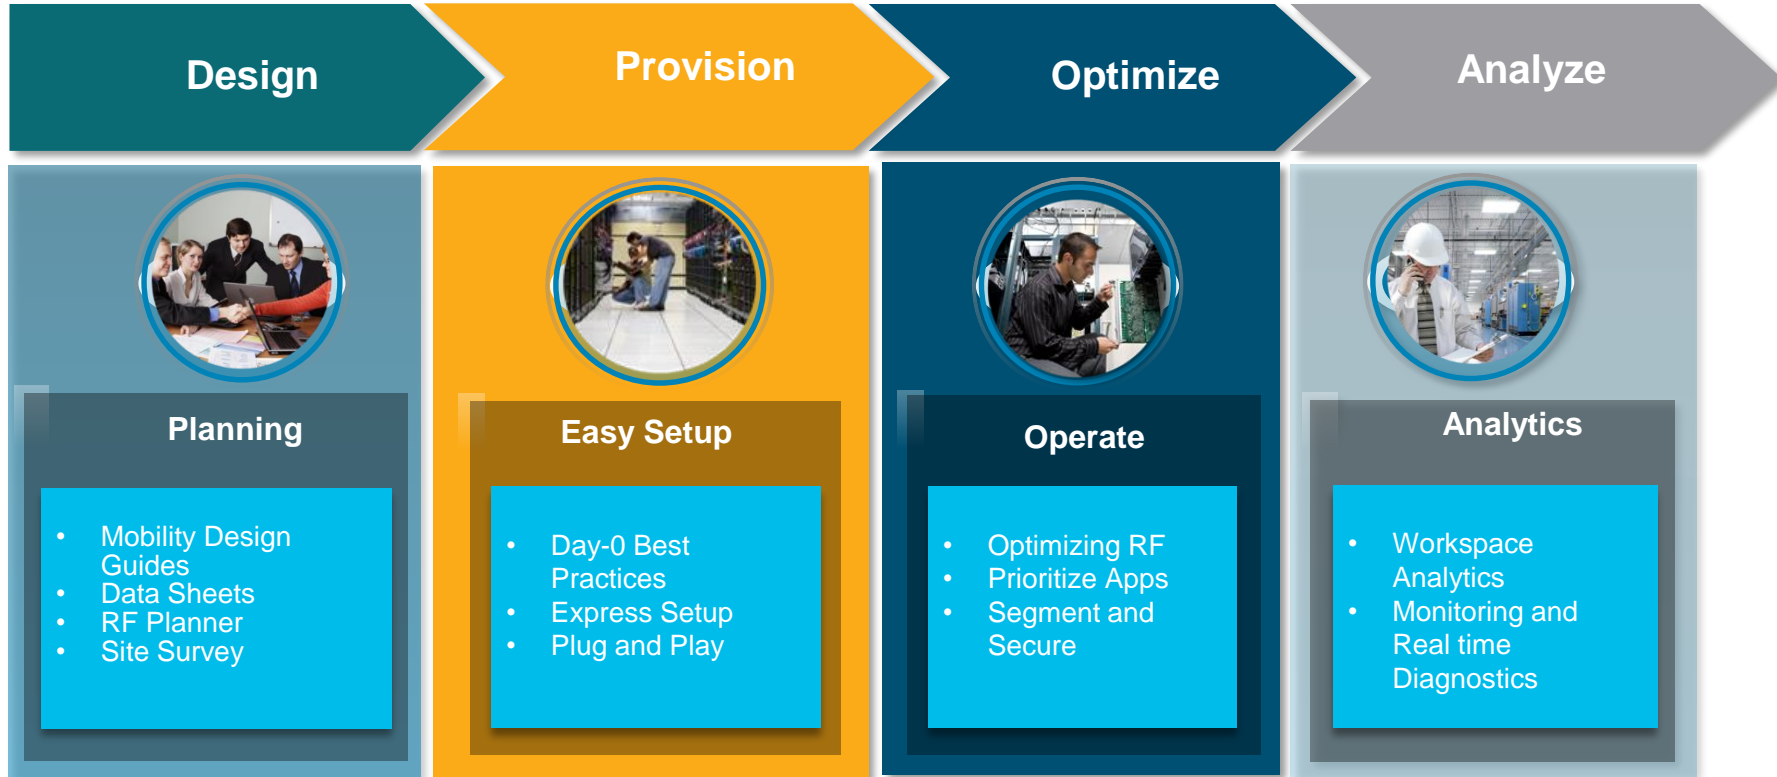 Design
Provision
Optimize
Analyze
Planning
• Mobility Design
Guides
• Data Sheets
• RF Planner
• Site Survey
Easy Setup
• Day-0 Best
Practices
• Express Setup
• Plug and Play
Operate
• Optimizing RF
• Prioritize Apps
• Segment and
Secure
Analytics
• Workspace
Analytics
• Monitoring and
Real time
Diagnostics